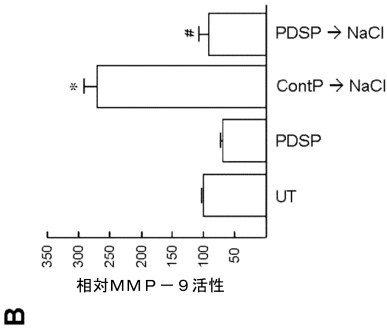 B
相対MMP－9活性
350
300
250
200
150
100
50
UT
PDSP
ContP → NaCl
PDSP → NaCl
*
#